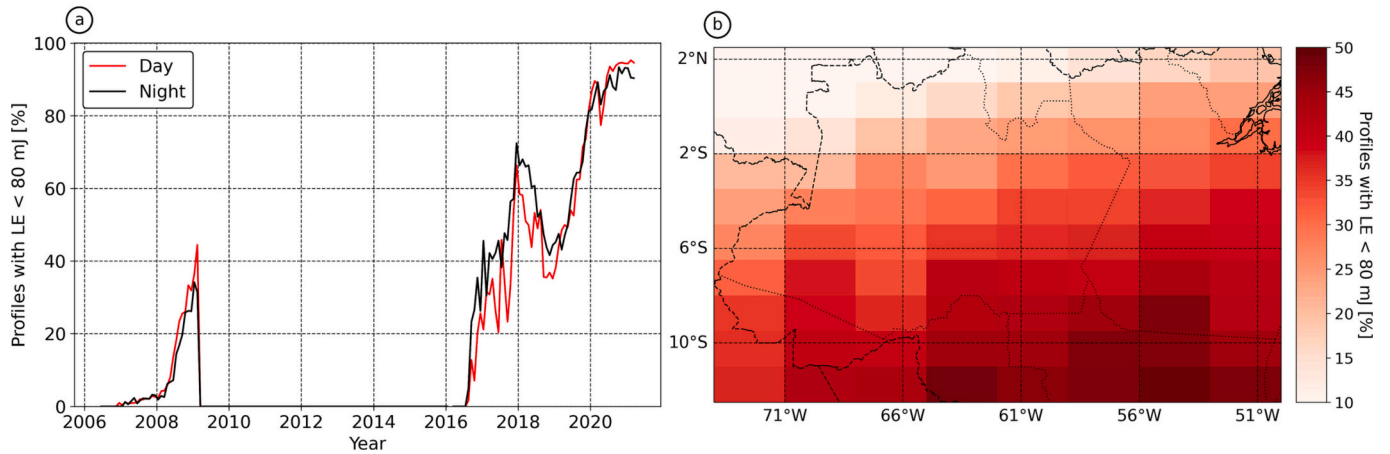 a
Profiles with LE < 80 mJ [%]
100
80
60
40
20
0
Day
Night
2006 2008 2010 2012 2014 2016 2018 2020
Year
b
2°N
2°S
6°S
10°S
71°W 66°W 61°W 56°W 51°W
50
45
40
35
30
25
20
15
10
Profiles with LE < 80 mJ [%]